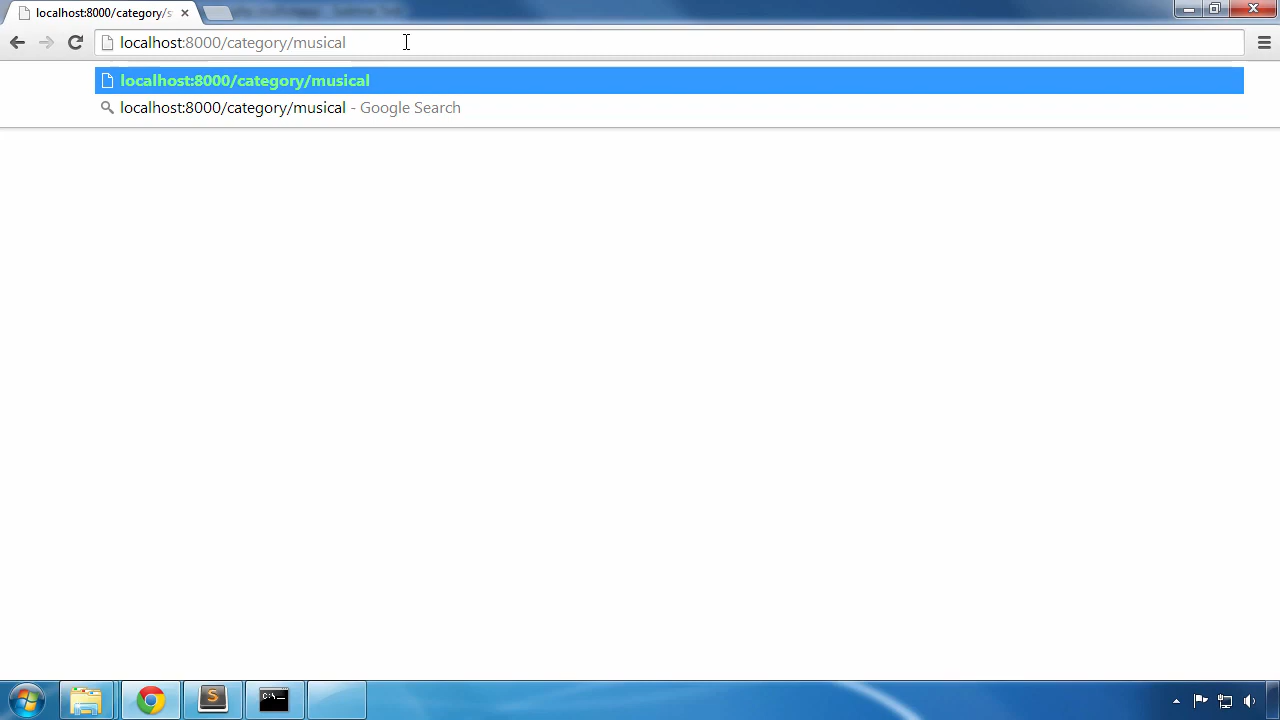 localhost:8000/category/s
localhost:8000/category/musical
localhost:8000/category/musical
localhost:8000/category/musical - Google Search
C:\